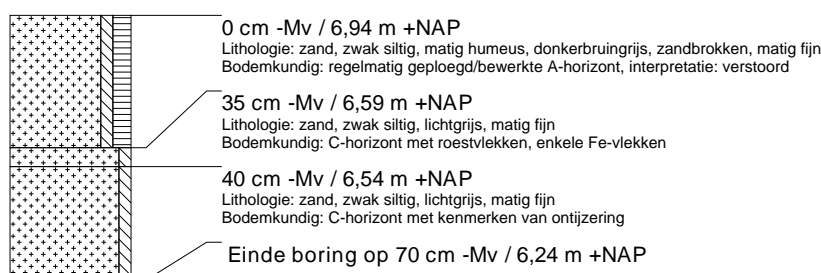 0 cm -Mv / 6,94 m +NAP
Lithologie: zand, zwak siltig, matig humeus, donkerbruingrijs, zandbrokken, matig fijn
Bodemkundig: regelmatig geploegd/bewerkte A-horizont, interpretatie: verstoord
35 cm -Mv / 6,59 m +NAP
Lithologie: zand, zwak siltig, lichtgrijs, matig fijn
Bodemkundig: C-horizont met roestvlekken, enkele Fe-vlekken
40 cm -Mv / 6,54 m +NAP
Lithologie: zand, zwak siltig, lichtgrijs, matig fijn
Bodemkundig: C-horizont met kenmerken van ontijzering
Einde boring op 70 cm -Mv / 6,24 m +NAP